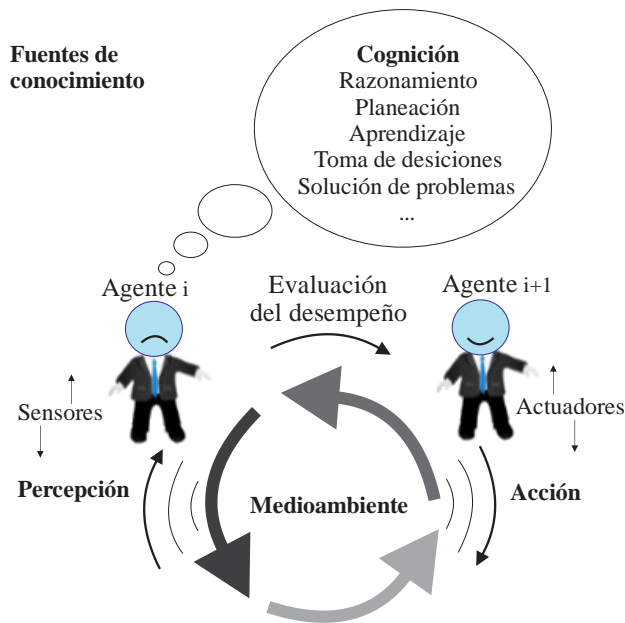 Fuentes de
conocimiento
Cognición
Razonamiento
Planeación
Aprendizaje
Toma de desiciones
Solución de problemas
...
Agente i
Evaluación
del desempeño
Agente i+1
Sensores
Actuadores
Percepción
Medioambiente
Acción